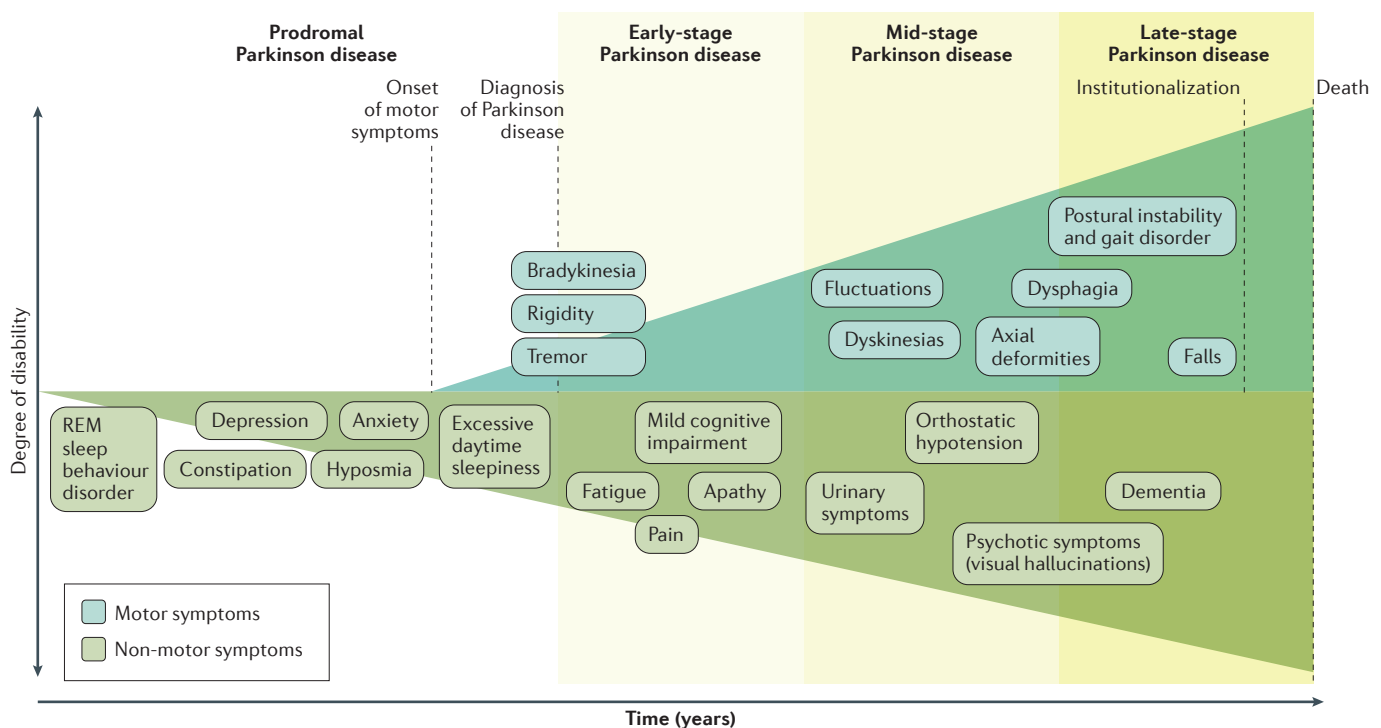 Prodromal
Parkinson disease
Early-stage
Parkinson disease
Mid-stage
Parkinson disease
Late-stage
Parkinson disease
Onset
of motor
symptoms
Diagnosis
of Parkinson
disease
Institutionalization
Death
Degree of disability
Postural instability
and gait disorder
Bradykinesia
Rigidity
Tremor
Fluctuations
Dysphagia
Dyskinesias
Axial
deformities
Falls
REM
sleep
behaviour
disorder
Depression
Anxiety
Constipation
Hyposmia
Excessive
daytime
sleepiness
Mild cognitive
impairment
Fatigue
Apathy
Pain
Orthostatic
hypotension
Urinary
symptoms
Dementia
Psychotic symptoms
(visual hallucinations)
Motor symptoms
Non-motor symptoms
Time (years)